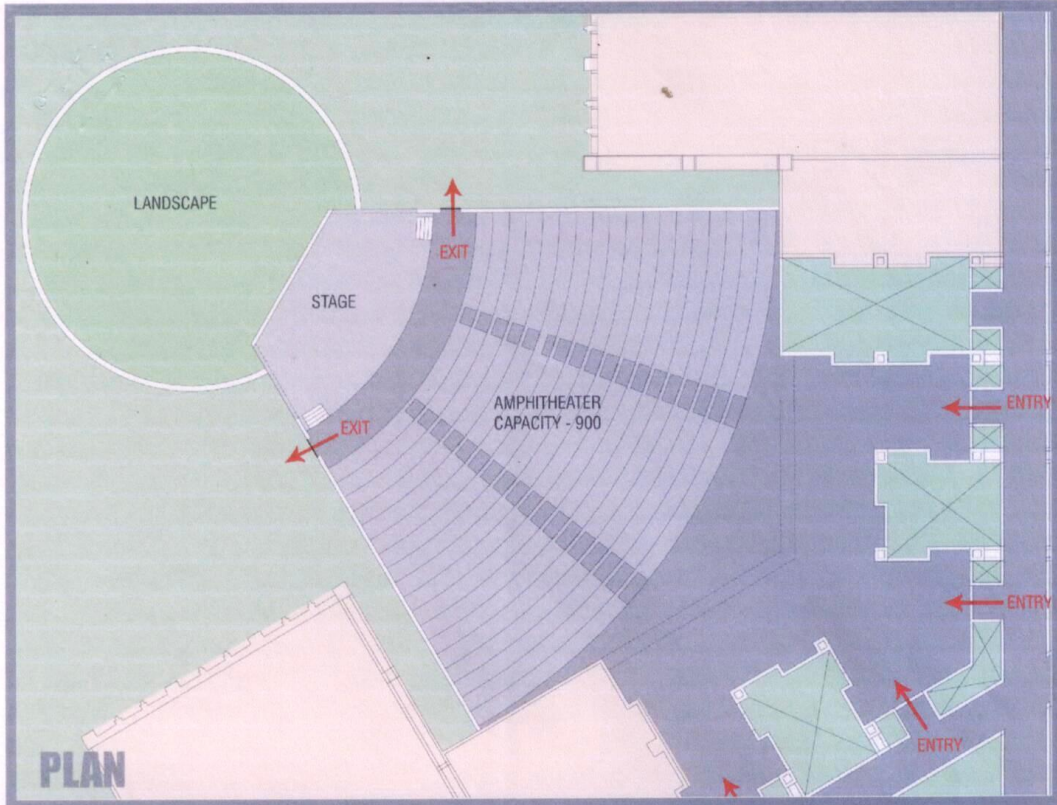 LANDSCAPE
EXIT
STAGE
AMPHITHEATER
CAPACITY - 900
ENTRY
EXIT
ENTRY
ENTRY
PLAN